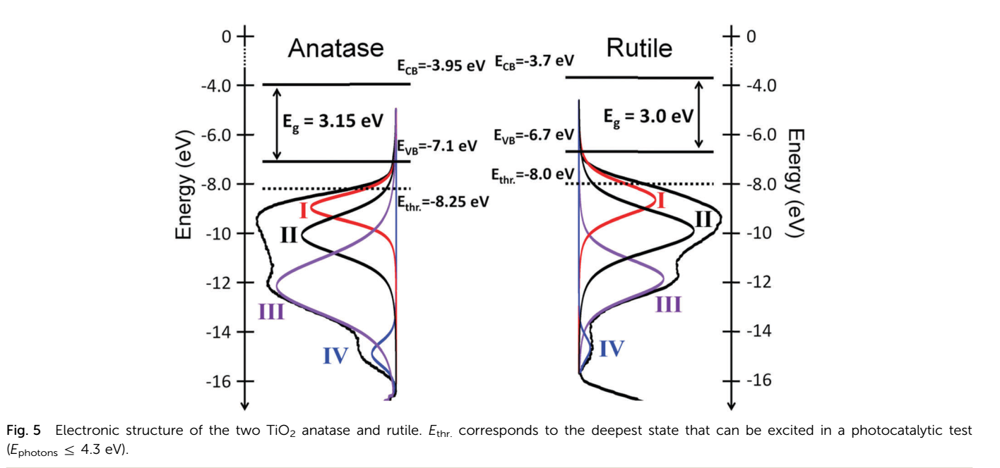 Anatase
Rutile
Energy (eV)
0
-4.0
-6.0
-8.0
-10
-12
-14
-16
E_CB=-3.95 eV
E_g = 3.15 eV
E_VB=-7.1 eV
E_thr.=-8.25 eV
I
II
III
IV
E_CB=-3.7 eV
E_g = 3.0 eV
E_VB=-6.7 eV
E_thr.=-8.0 eV
I
II
III
IV
0
-4.0
-6.0
-8.0
-10
-12
-14
-16
Energy (eV)
Fig. 5 Electronic structure of the two TiO₂ anatase and rutile. E_thr. corresponds to the deepest state that can be excited in a photocatalytic test
(E_photons ≤ 4.3 eV).